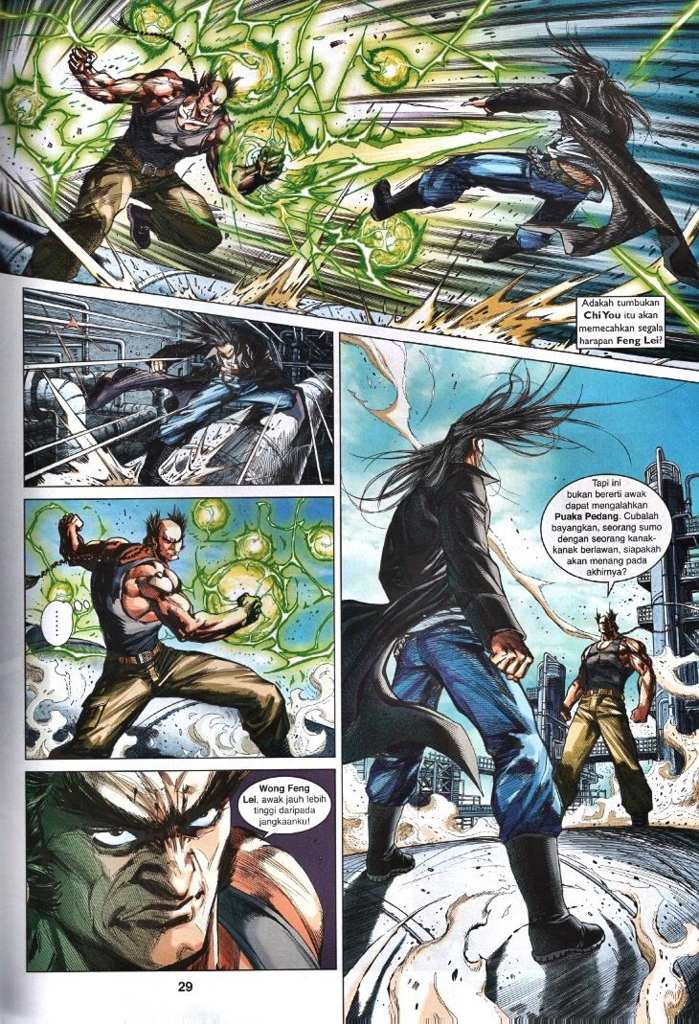 Adakah tumbukan
Chi You itu akan
memecahkan segala
harapan Feng Lei?
......
Wong Feng
Lei, awak jauh lebih
tinggi daripada
jangkaanku!
Tapi ini
bukan bererti awak
dapat mengalahkan
Puaka Pedang. Cubalah
bayangkan, seorang sumo
dengan seorang kanak-
kanak berlawan, siapakah
akan menang pada
akhirnya?
29